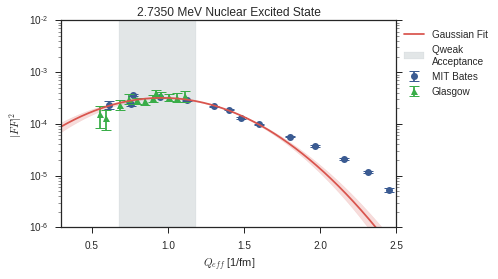 2.7350 MeV Nuclear Excited State
10⁻²
10⁻³
10⁻⁴
10⁻⁵
10⁻⁶
|FF|²
0.5
1.0
1.5
2.0
2.5
Q_eff [1/fm]
Gaussian Fit
Qweak
Acceptance
MIT Bates
Glasgow